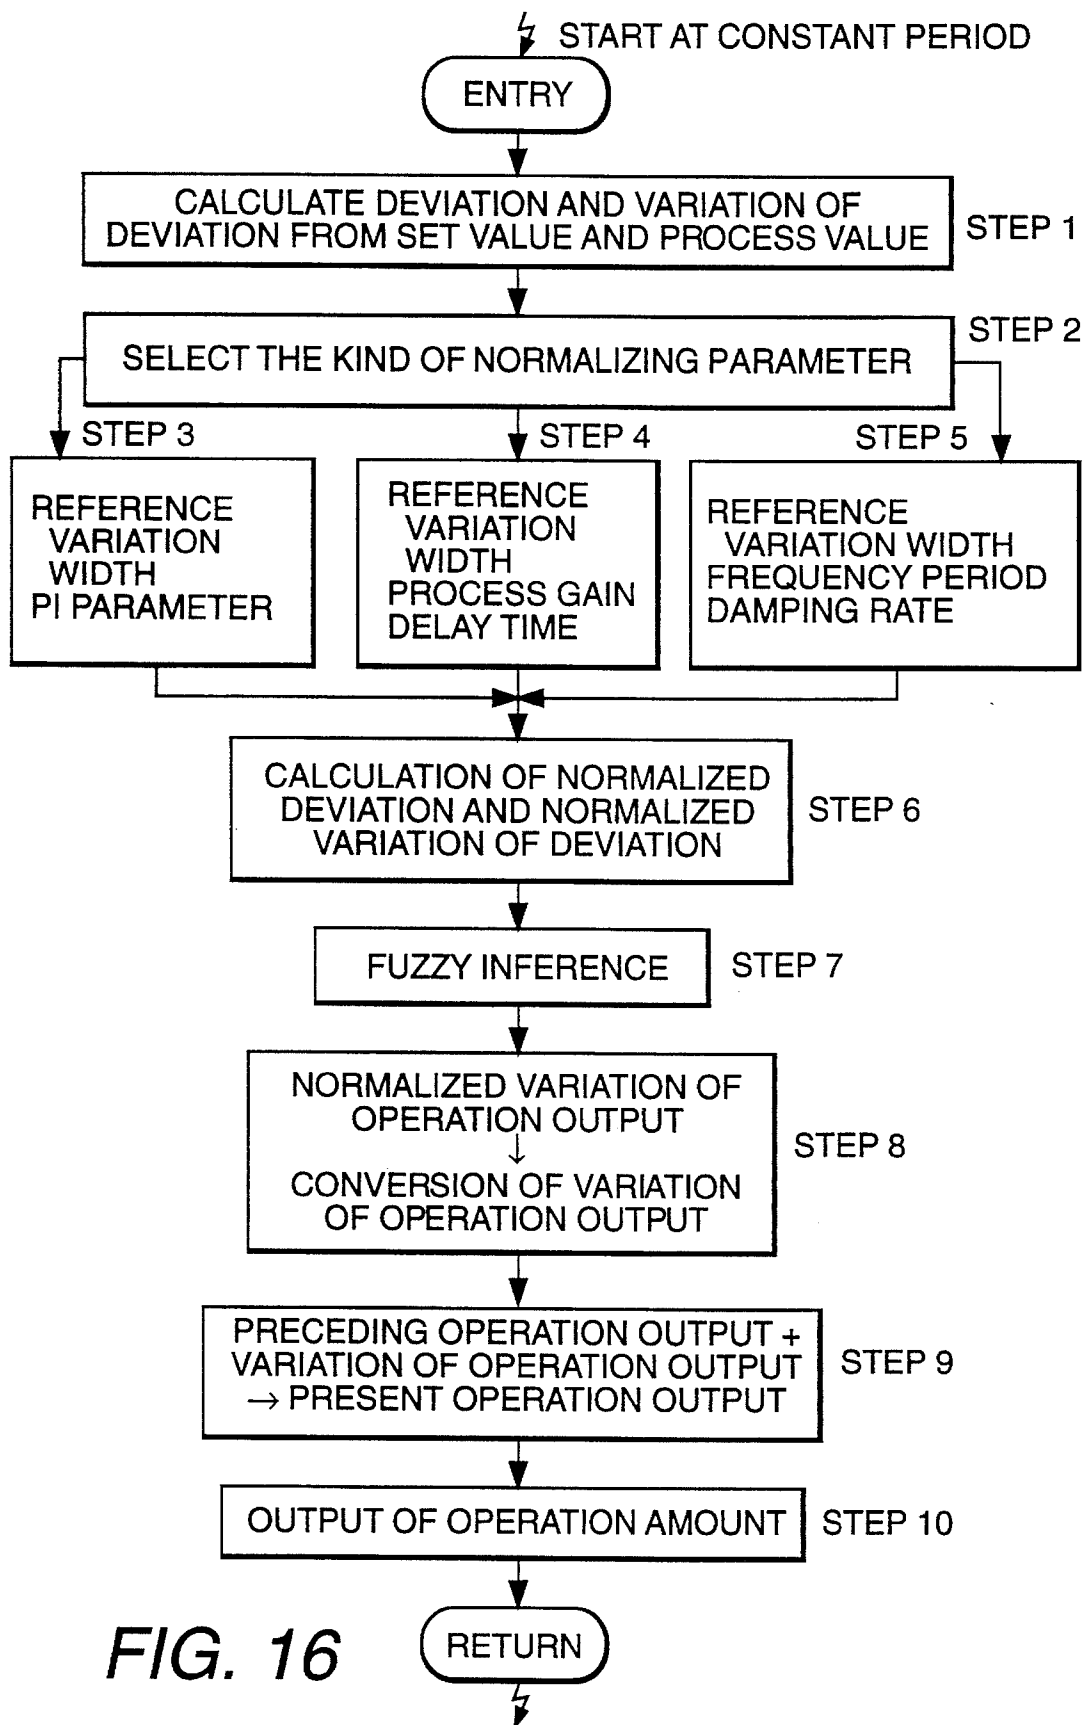 START AT CONSTANT PERIOD
ENTRY
CALCULATE DEVIATION AND VARIATION OF
DEVIATION FROM SET VALUE AND PROCESS VALUE
STEP 1
STEP 2
SELECT THE KIND OF NORMALIZING PARAMETER
STEP 3
REFERENCE
VARIATION
WIDTH
PI PARAMETER
STEP 4
REFERENCE
VARIATION
WIDTH
PROCESS GAIN
DELAY TIME
STEP 5
REFERENCE
VARIATION WIDTH
FREQUENCY PERIOD
DAMPING RATE
CALCULATION OF NORMALIZED
DEVIATION AND NORMALIZED
VARIATION OF DEVIATION
STEP 6
FUZZY INFERENCE
STEP 7
NORMALIZED VARIATION OF
OPERATION OUTPUT
↓
CONVERSION OF VARIATION
OF OPERATION OUTPUT
STEP 8
PRECEDING OPERATION OUTPUT +
VARIATION OF OPERATION OUTPUT
→ PRESENT OPERATION OUTPUT
STEP 9
OUTPUT OF OPERATION AMOUNT
STEP 10
RETURN
FIG. 16